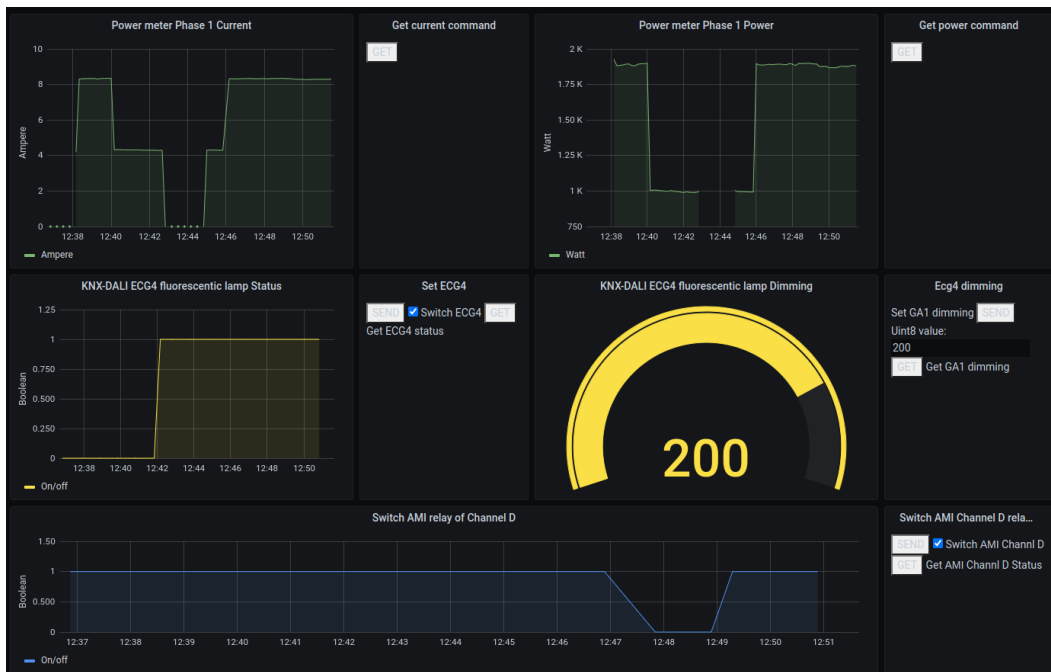 Power meter Phase 1 Current
Get current command
Power meter Phase 1 Power
Get power command
10
8
6
4
2
0
Ampere
12:38 12:40 12:42 12:44 12:46 12:48 12:50
Ampere
GET
2 K
1.75 K
1.50 K
1.25 K
1 K
750
Watt
12:38 12:40 12:42 12:44 12:46 12:48 12:50
Watt
GET
KNX-DALI ECG4 fluorescentic lamp Status
Set ECG4
KNX-DALI ECG4 fluorescentic lamp Dimming
Ecg4 dimming
1.25
1
0.750
0.500
0.250
0
Boolean
12:38 12:40 12:42 12:44 12:46 12:48 12:50
On/off
SEND Switch ECG4 GET
Get ECG4 status
200
Set GA1 dimming SEND
Uint8 value:
200
GET Get GA1 dimming
Switch AMI relay of Channel D
Switch AMI Channel D rela...
1.50
1
0.500
0
Boolean
12:37 12:38 12:39 12:40 12:41 12:42 12:43 12:44 12:45 12:46 12:47 12:48 12:49 12:50 12:51
On/off
SEND Switch AMI Channl D
GET Get AMI Channl D Status